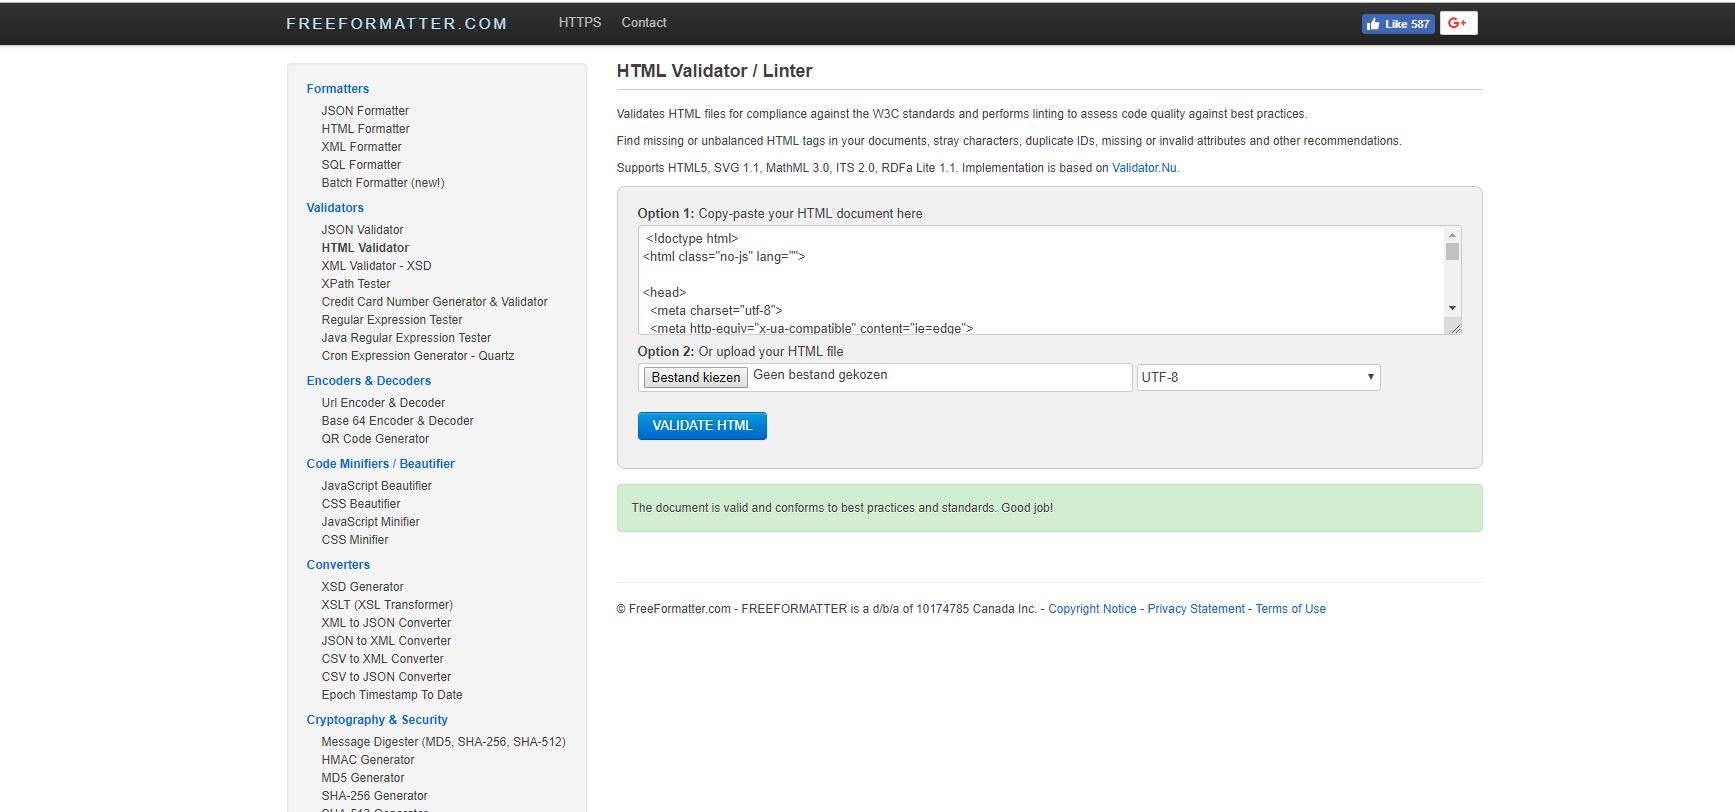 FREEFORMATTER.COM
HTTPS
Contact
Like 587
G+
Formatters
JSON Formatter
HTML Formatter
XML Formatter
SQL Formatter
Batch Formatter (new!)
Validators
JSON Validator
HTML Validator
XML Validator - XSD
XPath Tester
Credit Card Number Generator & Validator
Regular Expression Tester
Java Regular Expression Tester
Cron Expression Generator - Quartz
Encoders & Decoders
Url Encoder & Decoder
Base 64 Encoder & Decoder
QR Code Generator
Code Minifiers / Beautifier
JavaScript Beautifier
CSS Beautifier
JavaScript Minifier
CSS Minifier
Converters
XSD Generator
XSLT (XSL Transformer)
XML to JSON Converter
JSON to XML Converter
CSV to XML Converter
CSV to JSON Converter
Epoch Timestamp To Date
Cryptography & Security
Message Digester (MD5, SHA-256, SHA-512)
HMAC Generator
MD5 Generator
SHA-256 Generator
SHA-512 Generator
HTML Validator / Linter
Validates HTML files for compliance against the W3C standards and performs linting to assess code quality against best practices.
Find missing or unbalanced HTML tags in your documents, stray characters, duplicate IDs, missing or invalid attributes and other recommendations.
Supports HTML5, SVG 1.1, MathML 3.0, ITS 2.0, RDFa Lite 1.1. Implementation is based on Validator.Nu.
Option 1: Copy-paste your HTML document here
<!doctype html>
<html class="no-js" lang="">
<head>
<meta charset="utf-8">
<meta http-equiv="x-ua-compatible" content="ie=edge">
Option 2: Or upload your HTML file
Bestand kiezen Geen bestand gekozen
UTF-8
VALIDATE HTML
The document is valid and conforms to best practices and standards. Good job!
© FreeFormatter.com - FREEFORMATTER is a d/b/a of 10174785 Canada Inc. - Copyright Notice - Privacy Statement - Terms of Use